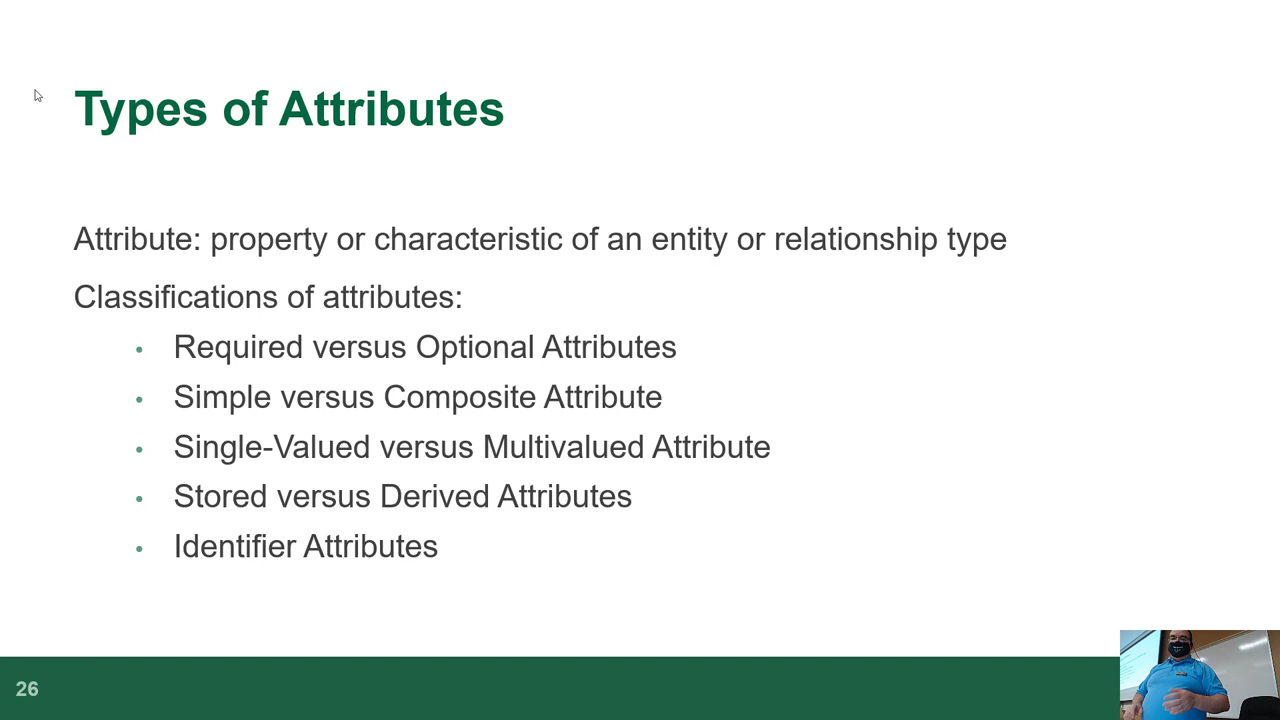 Types of Attributes
Attribute: property or characteristic of an entity or relationship type
Classifications of attributes:
• Required versus Optional Attributes
• Simple versus Composite Attribute
• Single-Valued versus Multivalued Attribute
• Stored versus Derived Attributes
• Identifier Attributes
26